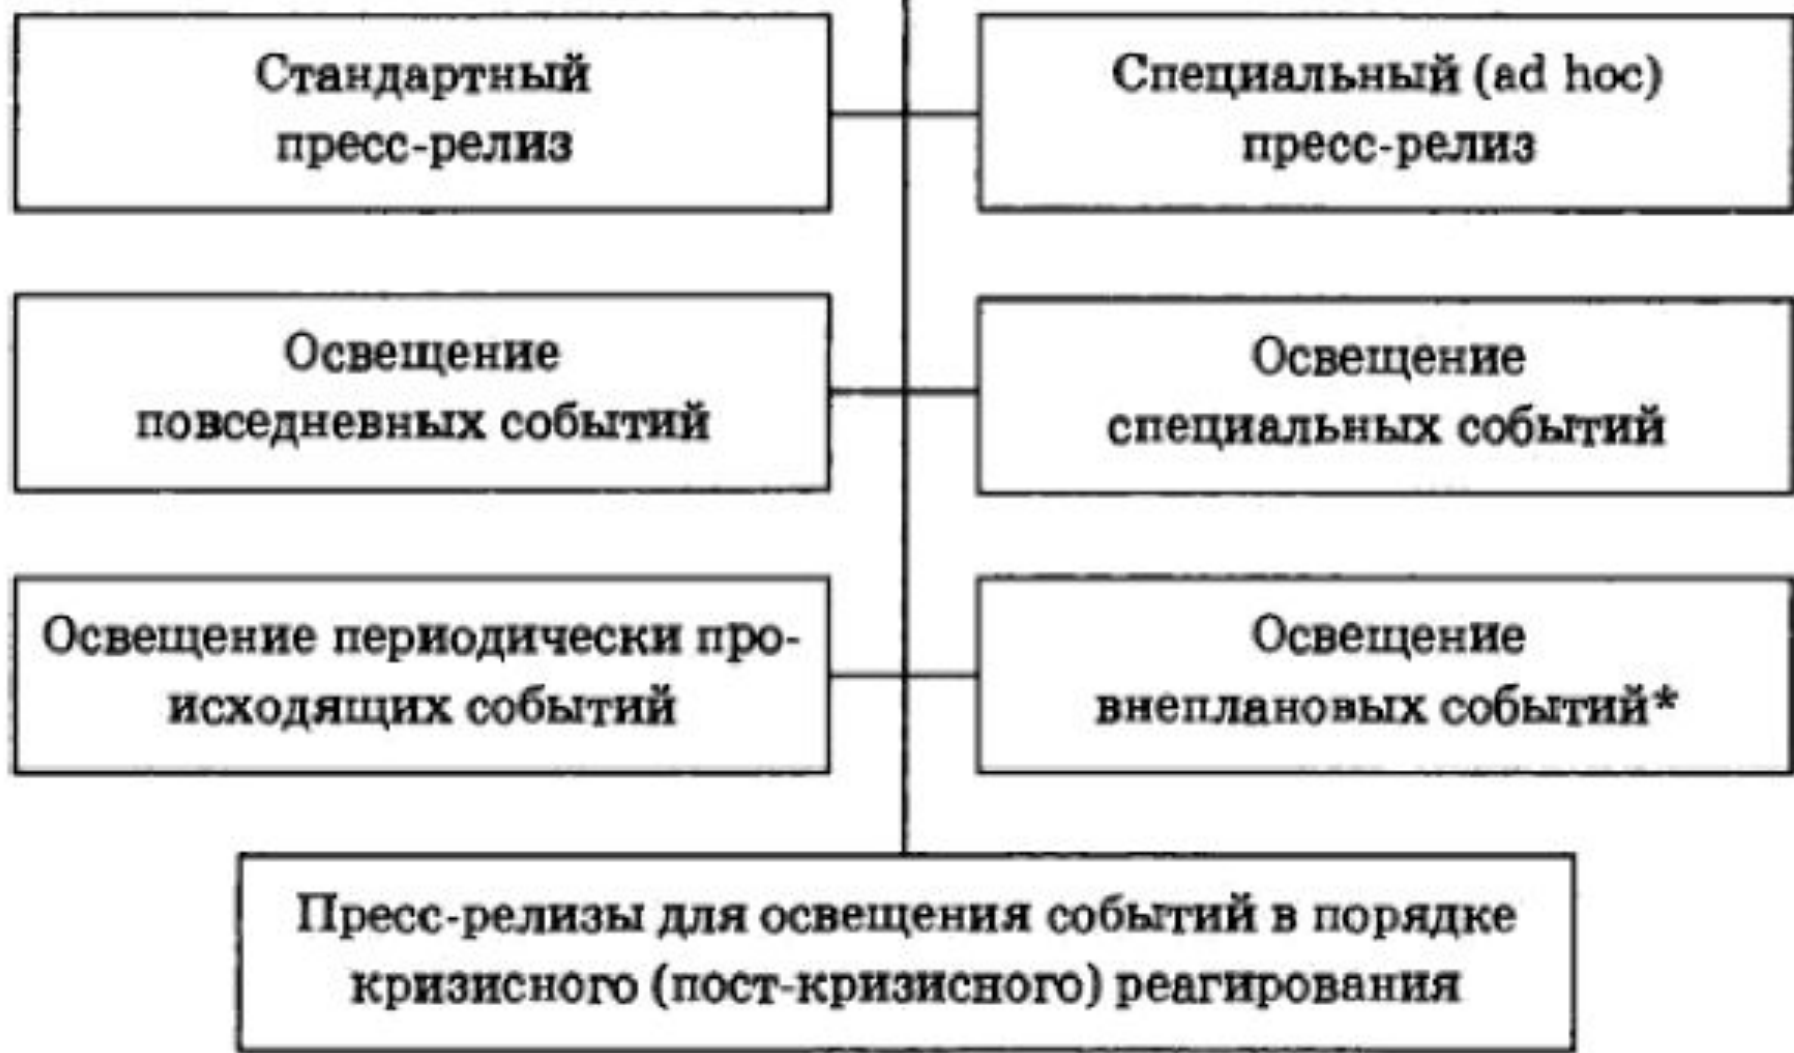 Стандартный
пресс-релиз
Специальный (ad hoc)
пресс-релиз
Освещение
повседневных событий
Освещение
специальных событий
Освещение периодически про-
исходящих событий
Освещение
внеплановых событий*
Пресс-релизы для освещения событий в порядке
кризисного (пост-кризисного) реагирования